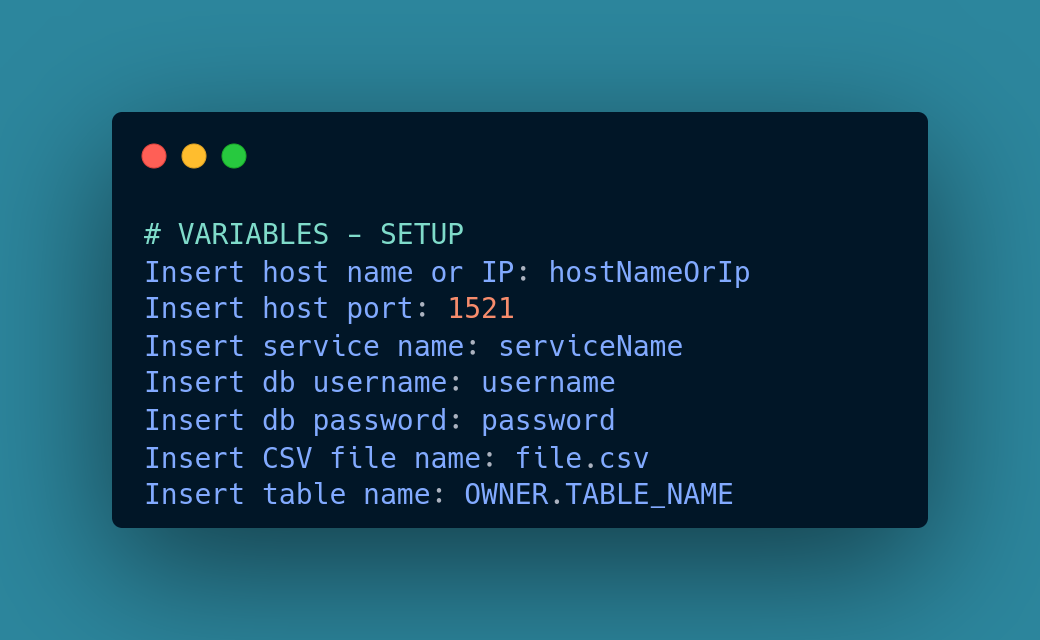 # VARIABLES - SETUP
Insert host name or IP: hostNameOrIp
Insert host port: 1521
Insert service name: serviceName
Insert db username: username
Insert db password: password
Insert CSV file name: file.csv
Insert table name: OWNER.TABLE_NAME